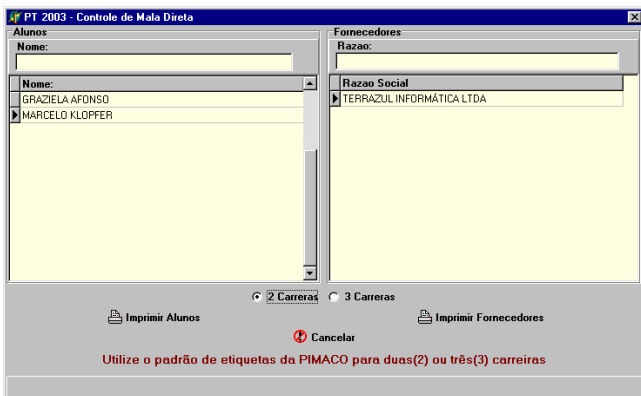 PT 2003 - Controle de Mala Direta
Alunos
Nome:
Nome:
GRAZIELA AFONSO
MARCELO KLOPFER
Fornecedores
Razao:
Razao Social
TERRAZUL INFORMÁTICA LTDA
2 Carreras 3 Carreras
Imprimir Alunos Imprimir Fornecedores
Cancelar
Utilize o padrão de etiquetas da PIMACO para duas(2) ou três(3) carreiras